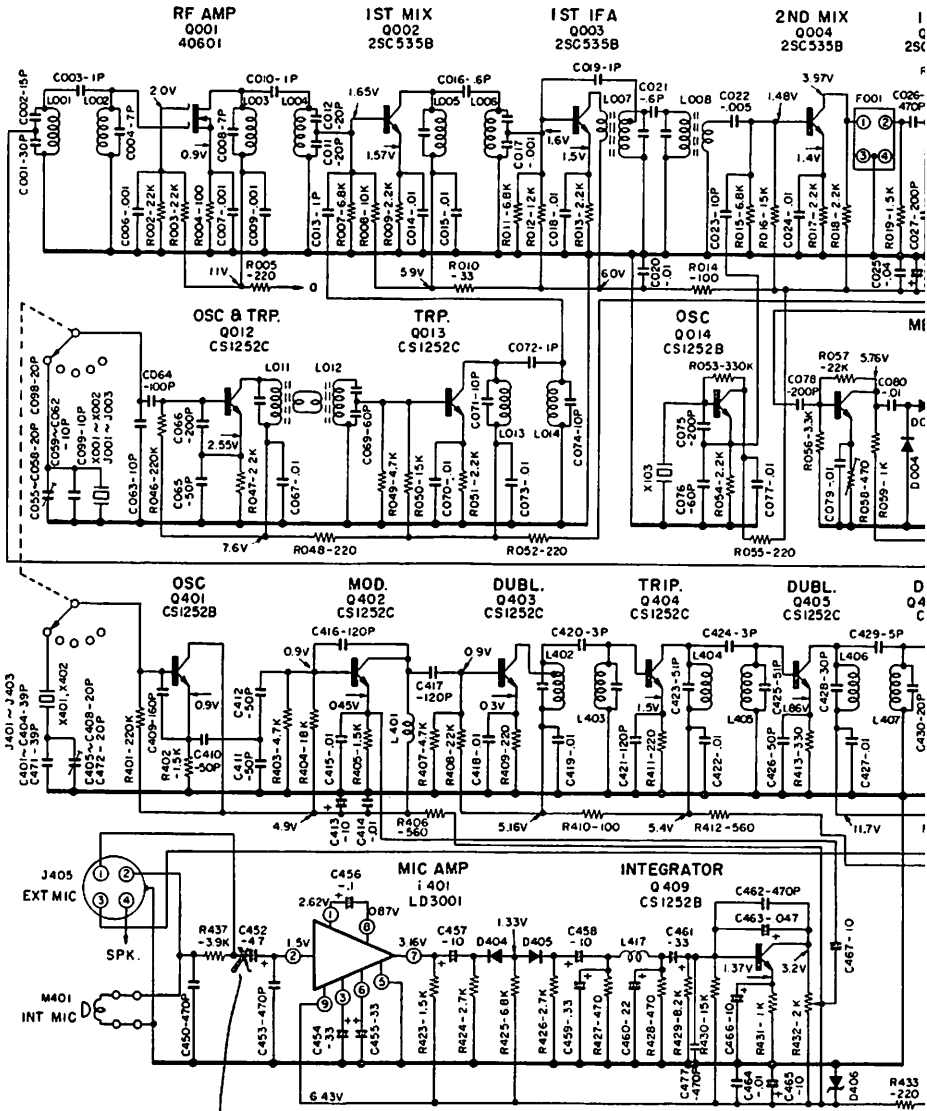 RF AMP
Q001
40601
1ST MIX
Q002
2SC535B
1ST IFA
Q003
2SC535B
2ND MIX
Q004
2SC535B
C002-15P
C003-1P
L001
L002
C004-7P
2.0V
0.9V
C010-1P
L003
L004
C008-7P
C012
-20P
C011
-20P
1.65V
1.57V
C016-.6P
L005
L006
C017
-.001
C019-1P
1.6V
1.5V
L007
C021
-.6P
L008
C022
-.005
1.48V
3.97V
1.4V
F001
1
2
3
4
C026-
470P
C001-30P
C006-.001
R002-22K
R003-2.2K
R004-100
C007-.001
C009-.001
C013-.1P
R007-6.8K
R008-10K
R009-2.2K
C014-.01
C015-.01
R011-6.8K
R012-12K
C018-.01
R013-2.2K
C020
-.01
C023-10P
R015-6.8K
R016-15K
C024-.01
R017-2.2K
R018-2.2K
R019-1.5K
C025
-.04
C027-200P
11V
R005
-220
5.9V
R010
-33
6.0V
R014
-100
OSC & TRP.
Q012
CS1252C
TRP.
Q013
CS1252C
OSC
Q014
CS1252B
ME
C098-20P
C064
-100P
L011
L012
C072-1P
C071-10P
L013
L014
C074-10P
R053-330K
R057
-22K
5.76V
C078
-200P
C080
-.01
C055~C058-20P
C059~C062
-10P
C099-10P
X001~X002
J001~J003
C063-10P
R046-220K
C066
-200P
C065
-50P
2.55V
R047-2.2K
C067-.01
C069-60P
R049-4.7K
R050-15K
C070-.01
R051-2.2K
C073-.01
X103
C075
-200P
C076
-60P
R054-2.2K
C077-.01
R056-3.3K
C079-.01
R058-470
R059-1K
D004
7.6V
R048-220
R052-220
R055-220
OSC
Q401
CS1252B
MOD.
Q402
CS1252C
DUBL.
Q403
CS1252C
TRIP.
Q404
CS1252C
DUBL.
Q405
CS1252C
C416-120P
0.9V
0.9V
C420-3P
C424-3P
C429-5P
L402
L403
L404
L405
L406
L407
C417
-120P
C423-51P
C425-51P
C428-30P
C430-20P
0.9V
0.45V
0.3V
1.5V
1.86V
J401~J403
C401~C404-39P
C471-39P
X401,X402
C405~C408-20P
C472-20P
R401-220K
C409-160P
R402
-1.5K
C410
-50P
C412
-50P
C411
-50P
R403-4.7K
R404-18K
C415-.01
R405-1.5K
L401
R407-4.7K
R408-22K
C418-.01
R409-220
C419-.01
C421-120P
R411-220
C422-.01
C426-50P
R413-330
C427-.01
4.9V
C413
-10
C414
-.01
R406
-560
5.16V
R410-100
5.4V
R412-560
11.7V
J405
EXT MIC
1
2
3
4
SPK.
M401
INT MIC
MIC AMP
i401
LD3001
INTEGRATOR
Q409
CS1252B
C456
-.1
2.62V
0.87V
R437
-3.9K
C452
-.47
1.5V
3.16V
1
2
3
5
6
7
8
9
C457
-10
D404
1.33V
D405
C458
-10
L417
C461
-.33
C462-470P
C463-.047
1.37V
3.2V
C467-10
C450-470P
C453-470P
C454
-33
C455-33
R423-1.5K
R424-2.7K
R425-6.8K
R426-2.7K
C459-.33
R427-470
C460-.22
R428-470
R429-8.2K
R430-15K
C477
-470P
C466-10
R431-1K
R432-2K
C464
-.01
C465
-10
D406
R433
-220
6.43V